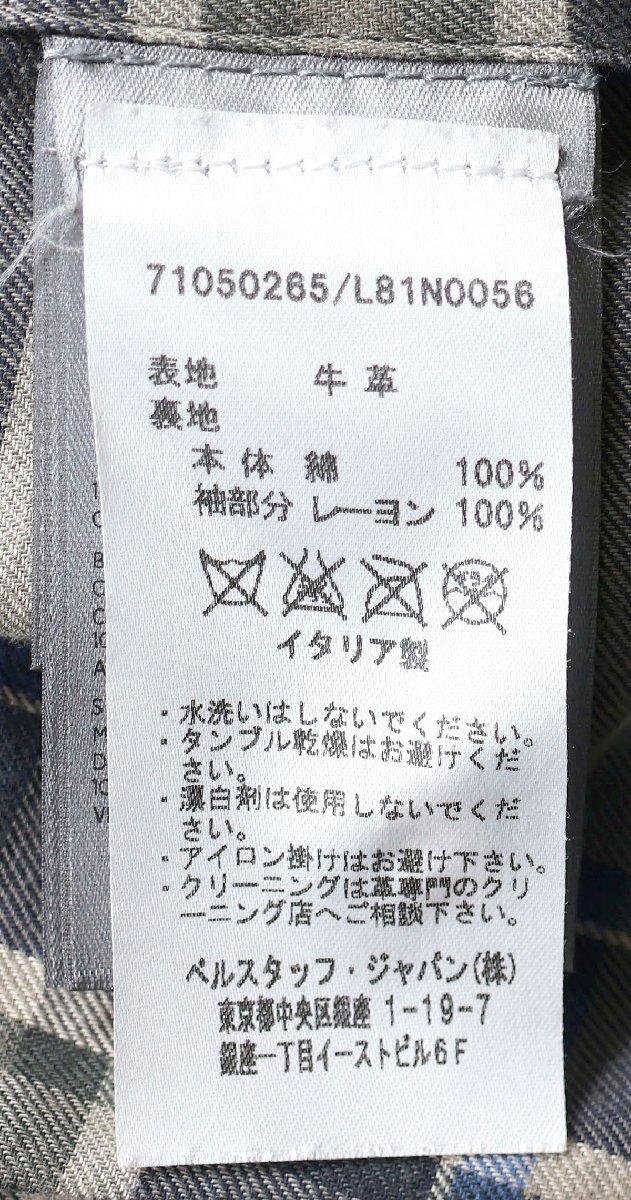 71050265/L81N0056
表地 牛革
裏地
本体 綿 100%
袖部分 レーヨン 100%
イタリア製
・水洗いはしないでください。
・タンブル乾燥はお避けくだ
さい。
・漂白剤は使用しないでくだ
さい。
・アイロン掛けはお避け下さい。
・クリーニングは革専門のクリ
ーニング店へご相談下さい。
ベルスタッフ・ジャパン(株)
東京都中央区銀座 1-19-7
銀座一丁目イーストビル6F